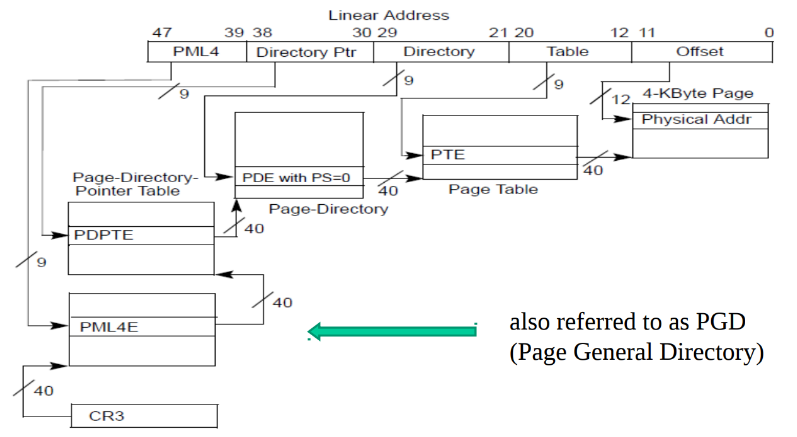 Linear Address
47 39 38 30 29 21 20 12 11 0
PML4 Directory Ptr Directory Table Offset
9 9 9 12 4-KByte Page
Physical Addr
PTE
40
Page Table
PDE with PS=0
40
Page-Directory
Page-Directory-
Pointer Table
PDPTE
40
9
40
PML4E
also referred to as PGD
(Page General Directory)
40
CR3